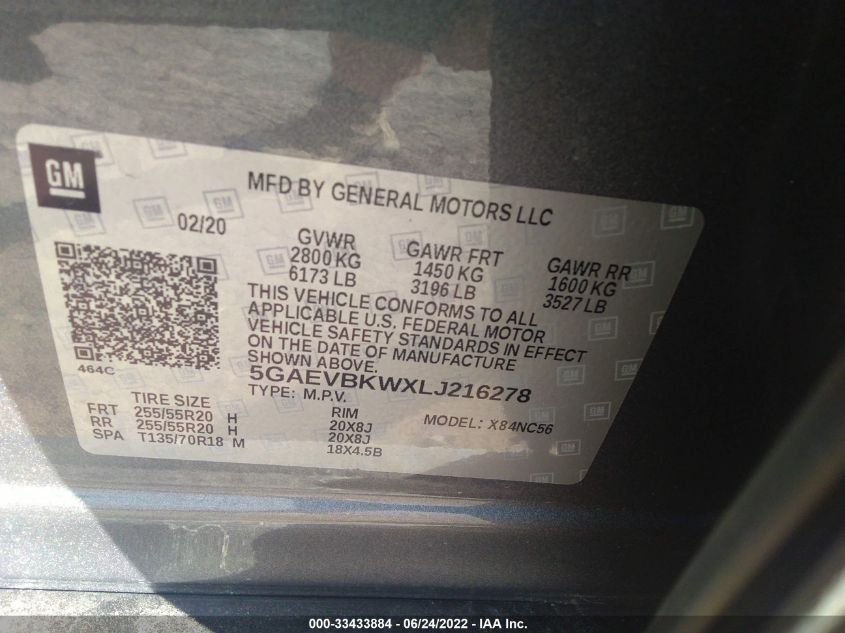 GM
MFD BY GENERAL MOTORS LLC
02/20
GVWR
2800 KG
6173 LB
GAWR FRT
1450 KG
3196 LB
GAWR RR
1600 KG
3527 LB
THIS VEHICLE CONFORMS TO ALL
APPLICABLE U.S. FEDERAL MOTOR
VEHICLE SAFETY STANDARDS IN EFFECT
ON THE DATE OF MANUFACTURE
SHOWN ABOVE.
464C
5GAEVBKWXLJ216278
TYPE: M.P.V.
MODEL: X84NC56
TIRE SIZE
RIM
FRT 255/55R20 H 20X8J
RR 255/55R20 H 20X8J
SPA T135/70R18 M 18X4.5B
000-33433884 - 06/24/2022 - IAA Inc.